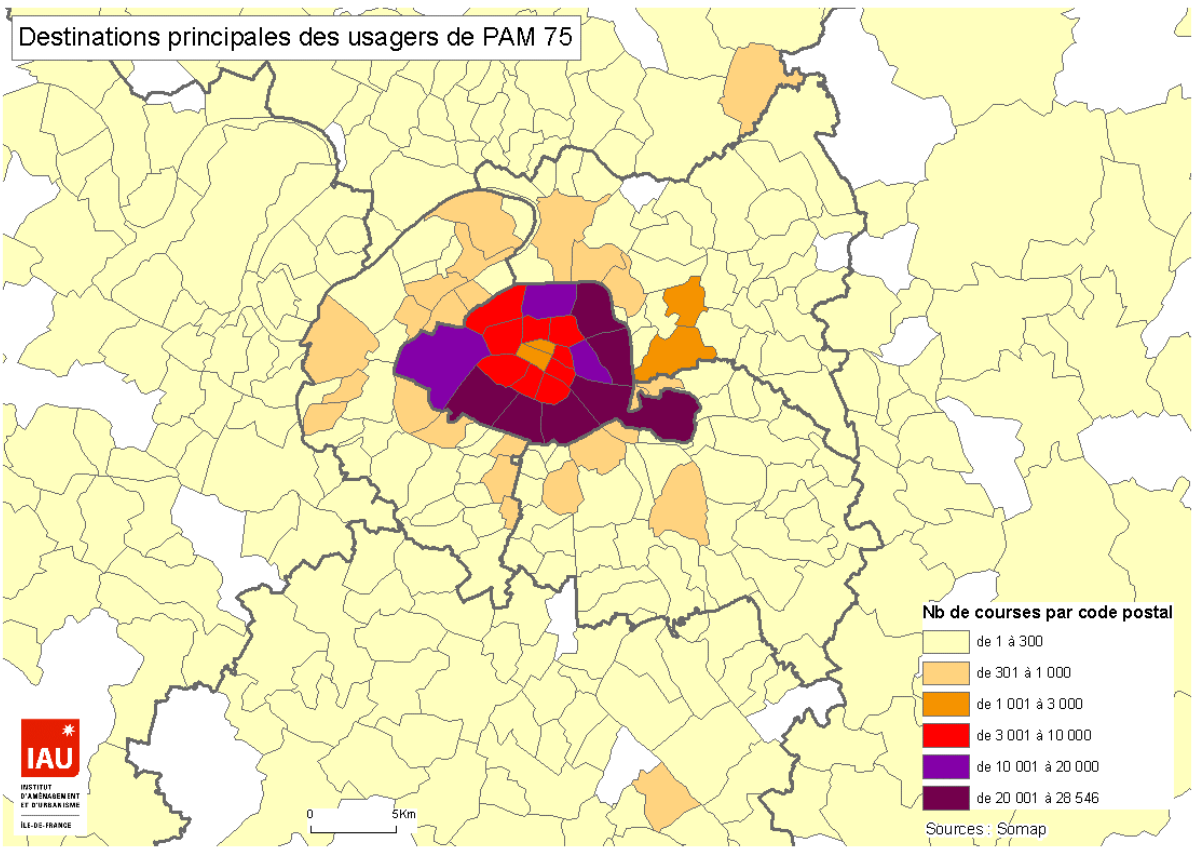 Destinations principales des usagers de PAM 75
Nb de courses par code postal
de 1 à 300
de 301 à 1 000
de 1 001 à 3 000
de 3 001 à 10 000
de 10 001 à 20 000
de 20 001 à 28 546
Sources : Somap
0 5Km
IAU
INSTITUT
D'AMÉNAGEMENT
ET D'URBANISME
ÎLE-DE-FRANCE